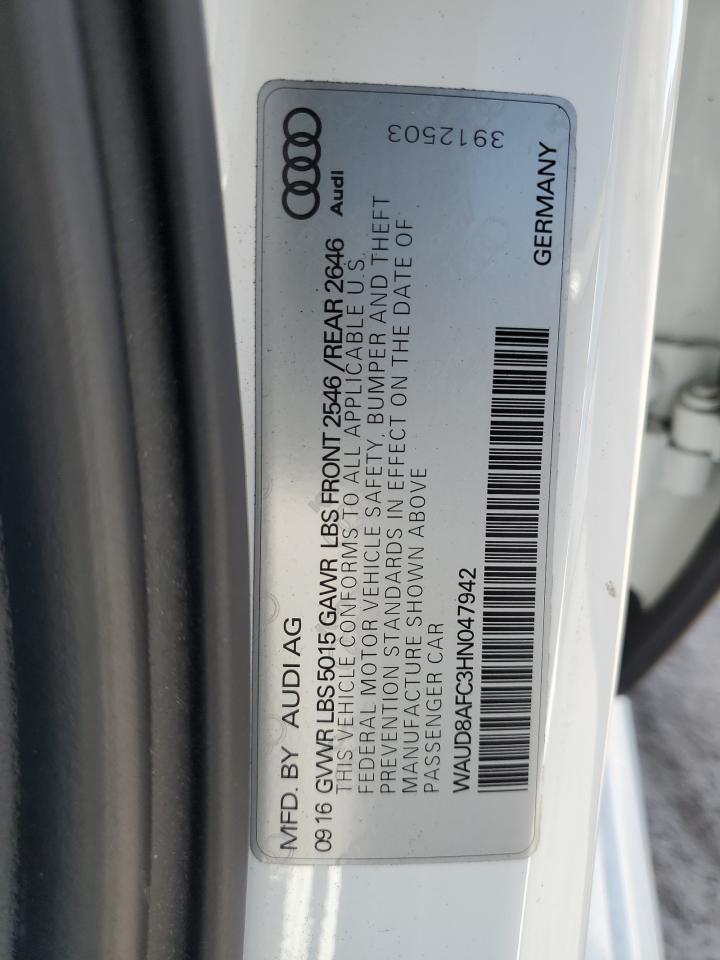 MFD. BY AUDI AG
09 16 GVWR LBS 5015 GAWR LBS FRONT 2546 /REAR 2646
THIS VEHICLE CONFORMS TO ALL APPLICABLE U.S.
FEDERAL MOTOR VEHICLE SAFETY, BUMPER AND THEFT
PREVENTION STANDARDS IN EFFECT ON THE DATE OF
MANUFACTURE SHOWN ABOVE
PASSENGER CAR
WAUD8AFC3HN047942
Audi
3912503
GERMANY